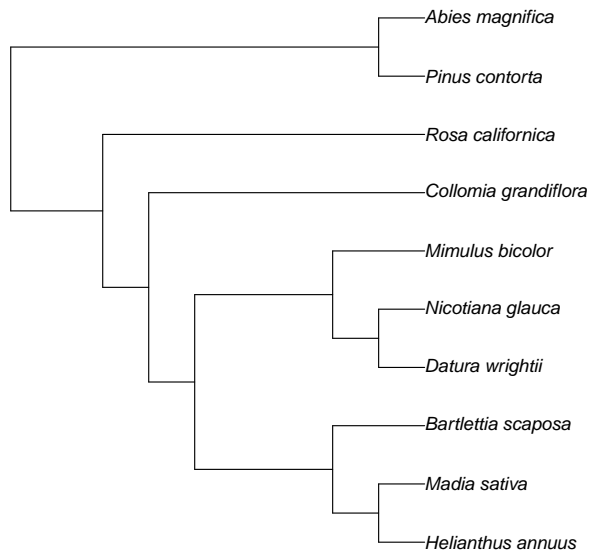 Abies magnifica
Pinus contorta
Rosa californica
Collomia grandiflora
Mimulus bicolor
Nicotiana glauca
Datura wrightii
Bartlettia scaposa
Madia sativa
Helianthus annuus